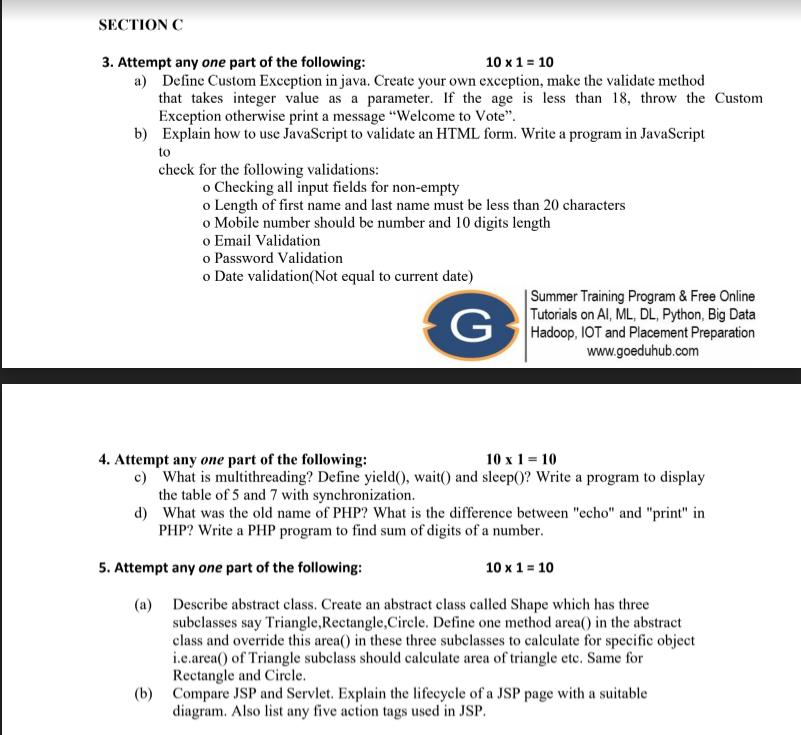 SECTION C
3. Attempt any one part of the following: 10 x 1 = 10
a) Define Custom Exception in java. Create your own exception, make the validate method
that takes integer value as a parameter. If the age is less than 18, throw the Custom
Exception otherwise print a message “Welcome to Vote”.
b) Explain how to use JavaScript to validate an HTML form. Write a program in JavaScript
to
check for the following validations:
o Checking all input fields for non-empty
o Length of first name and last name must be less than 20 characters
o Mobile number should be number and 10 digits length
o Email Validation
o Password Validation
o Date validation(Not equal to current date)
G
Summer Training Program & Free Online
Tutorials on AI, ML, DL, Python, Big Data
Hadoop, IOT and Placement Preparation
www.goeduhub.com
4. Attempt any one part of the following: 10 x 1 = 10
c) What is multithreading? Define yield(), wait() and sleep()? Write a program to display
the table of 5 and 7 with synchronization.
d) What was the old name of PHP? What is the difference between "echo" and "print" in
PHP? Write a PHP program to find sum of digits of a number.
5. Attempt any one part of the following: 10 x 1 = 10
(a) Describe abstract class. Create an abstract class called Shape which has three
subclasses say Triangle,Rectangle,Circle. Define one method area() in the abstract
class and override this area() in these three subclasses to calculate for specific object
i.e.area() of Triangle subclass should calculate area of triangle etc. Same for
Rectangle and Circle.
(b) Compare JSP and Servlet. Explain the lifecycle of a JSP page with a suitable
diagram. Also list any five action tags used in JSP.